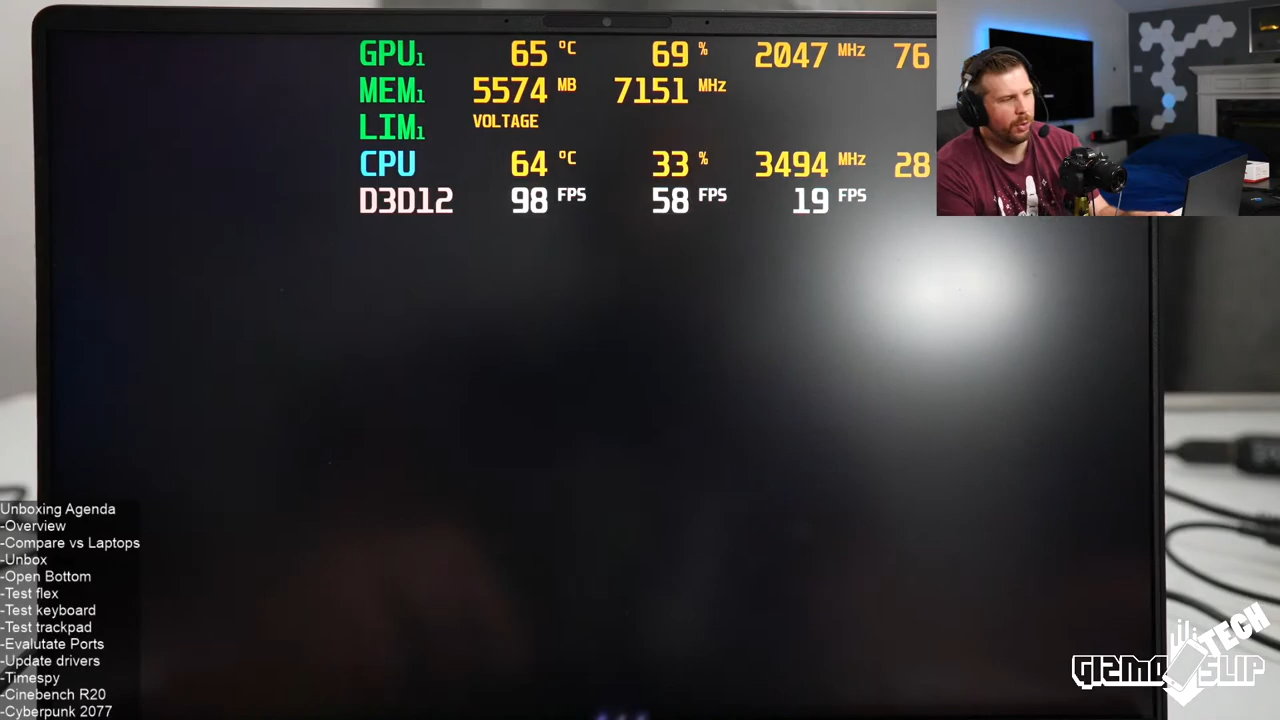 GPU1 65 °C 69 % 2047 MHz 76
MEM1 5574 MB 7151 MHz
LIM1 VOLTAGE
CPU 64 °C 33 % 3494 MHz 28
D3D12 98 FPS 58 FPS 19 FPS
Unboxing Agenda
-Overview
-Compare vs Laptops
-Unbox
-Open Bottom
-Test flex
-Test keyboard
-Test trackpad
-Evalutate Ports
-Update drivers
-Timespy
-Cinebench R20
-Cyberpunk 2077
GIZMO SLIP
TECH